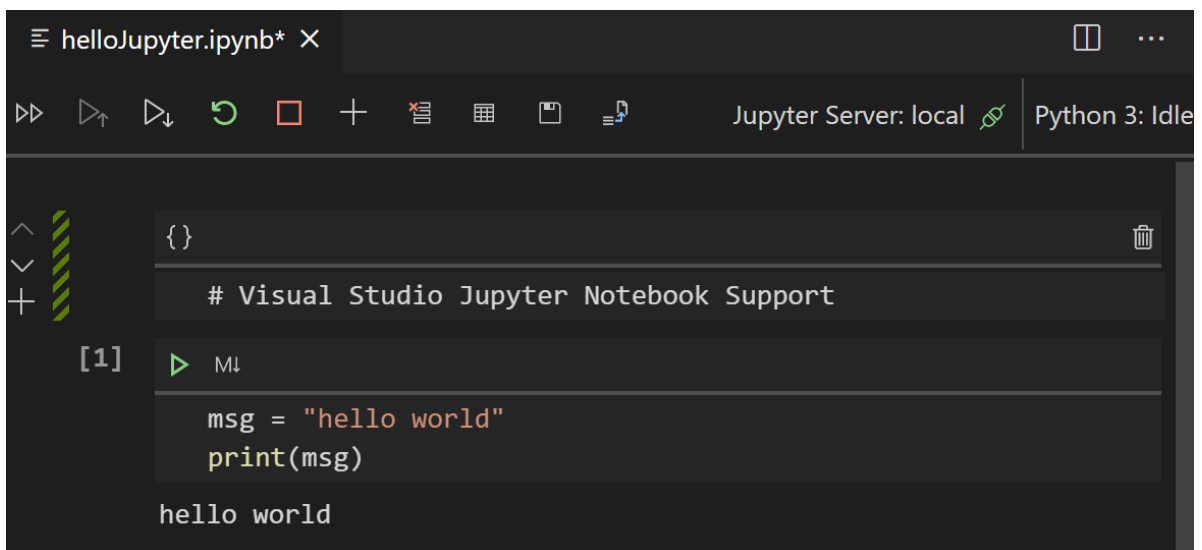 helloJupyter.ipynb*
Jupyter Server: local
Python 3: Idle
{}
# Visual Studio Jupyter Notebook Support
[1]
M↓
msg = "hello world"
print(msg)
hello world